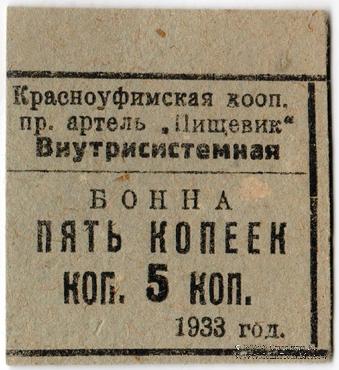 Красноуфимская кооп.
пр. артель „Пищевик“
Внутрисистемная
БОННА
ПЯТЬ КОПЕЕК
КОП. 5 КОП.
1933 год.